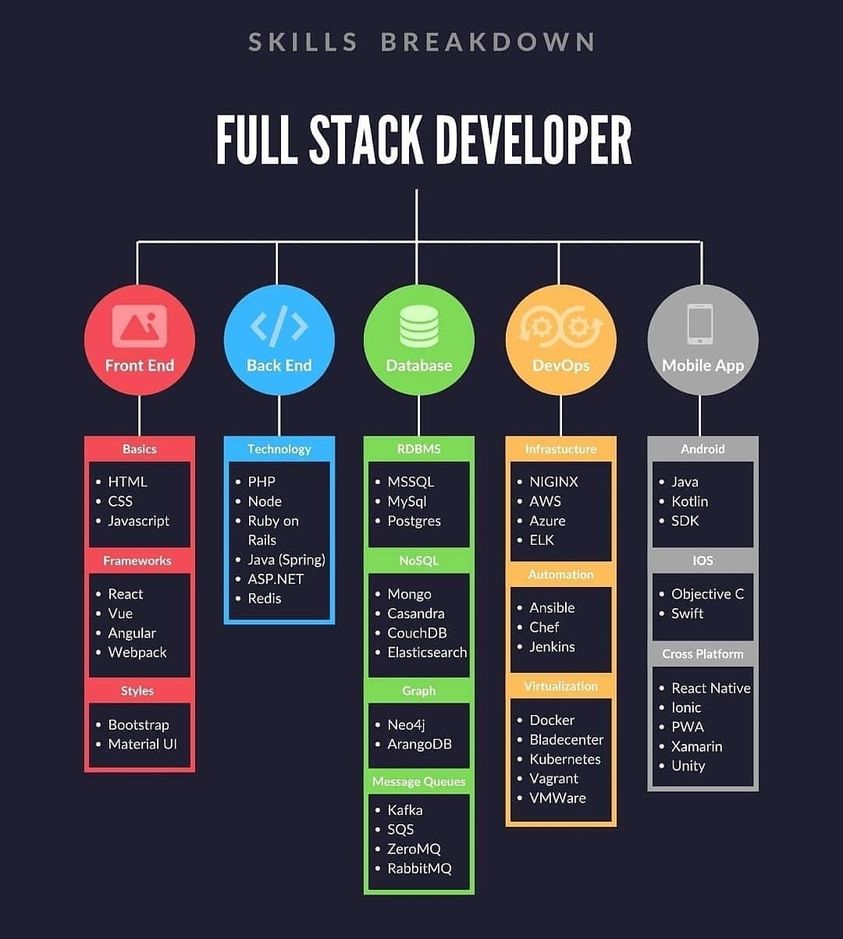 SKILLS BREAKDOWN
FULL STACK DEVELOPER
Front End
Basics
HTML
CSS
Javascript
Frameworks
React
Vue
Angular
Webpack
Styles
Bootstrap
Material UI
Back End
Technology
PHP
Node
Ruby on
Rails
Java (Spring)
ASP.NET
Redis
Database
RDBMS
MSSQL
MySql
Postgres
NoSQL
Mongo
Casandra
CouchDB
Elasticsearch
Graph
Neo4j
ArangoDB
Message Queues
Kafka
SQS
ZeroMQ
RabbitMQ
DevOps
Infrastucture
NIGINX
AWS
Azure
ELK
Automation
Ansible
Chef
Jenkins
Virtualization
Docker
Bladecenter
Kubernetes
Vagrant
VMWare
Mobile App
Android
Java
Kotlin
SDK
IOS
Objective C
Swift
Cross Platform
React Native
Ionic
PWA
Xamarin
Unity